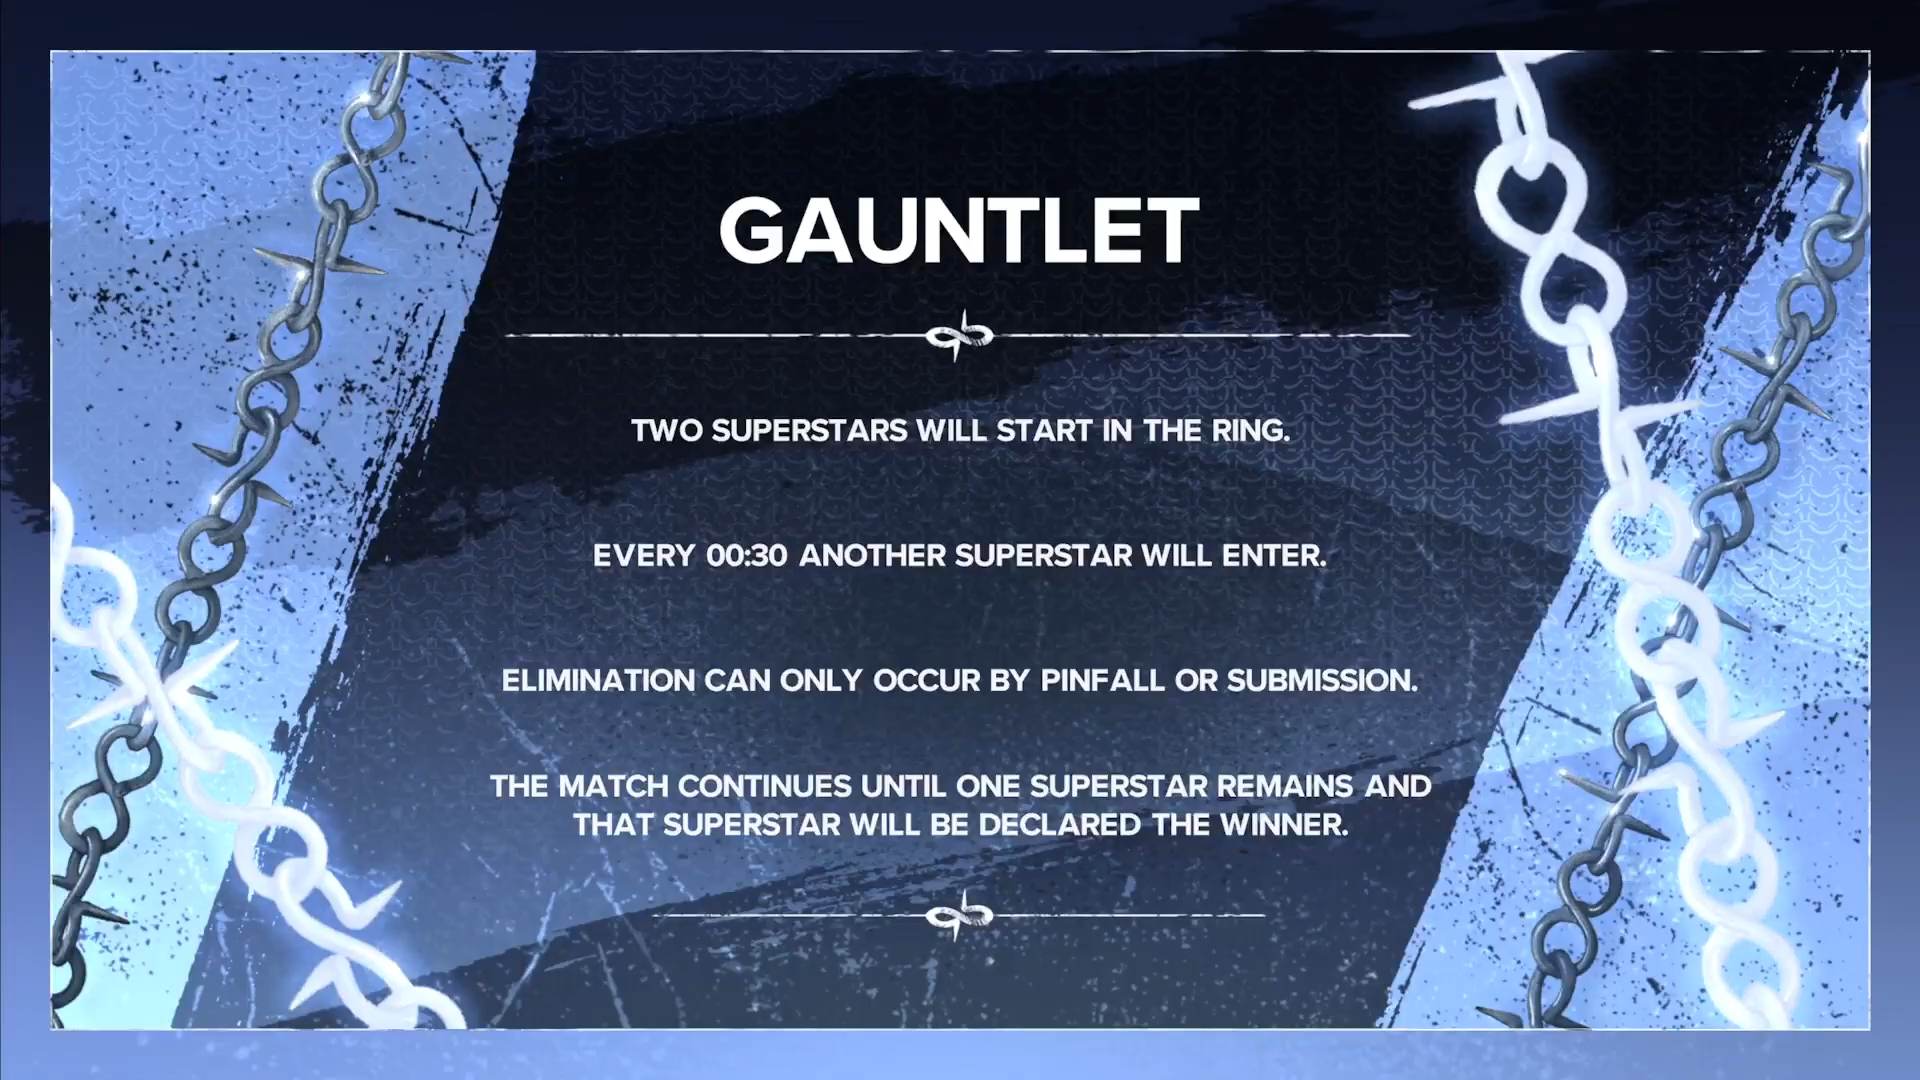 GAUNTLET
TWO SUPERSTARS WILL START IN THE RING.
EVERY 00:30 ANOTHER SUPERSTAR WILL ENTER.
ELIMINATION CAN ONLY OCCUR BY PINFALL OR SUBMISSION.
THE MATCH CONTINUES UNTIL ONE SUPERSTAR REMAINS AND
THAT SUPERSTAR WILL BE DECLARED THE WINNER.